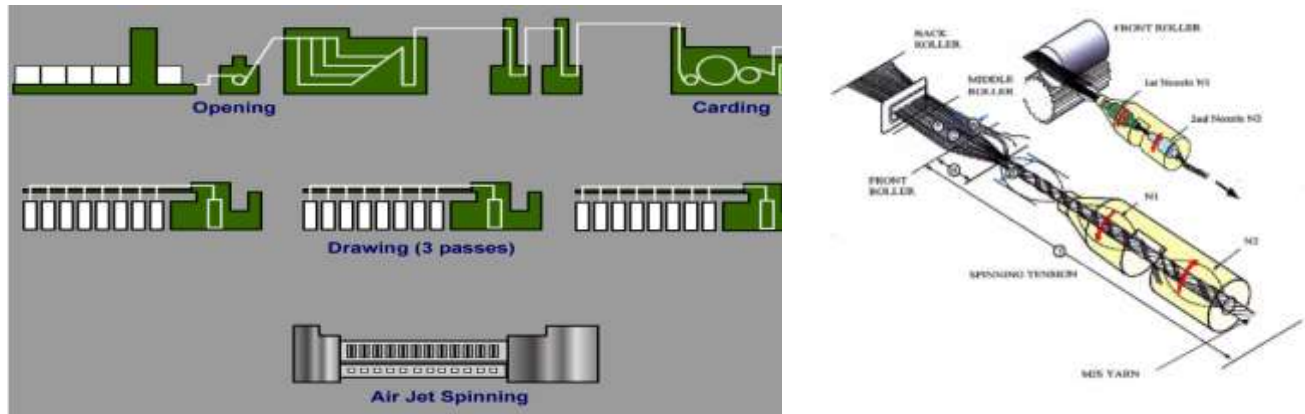 Opening
Carding
Drawing (3 passes)
Air Jet Spinning
BACK
ROLLER
FRONT ROLLER
MIDDLE
ROLLER
1st Nozzle N1
2nd Nozzle N2
FRONT
ROLLER
N1
N2
SPINNING TENSION
MJS YARN